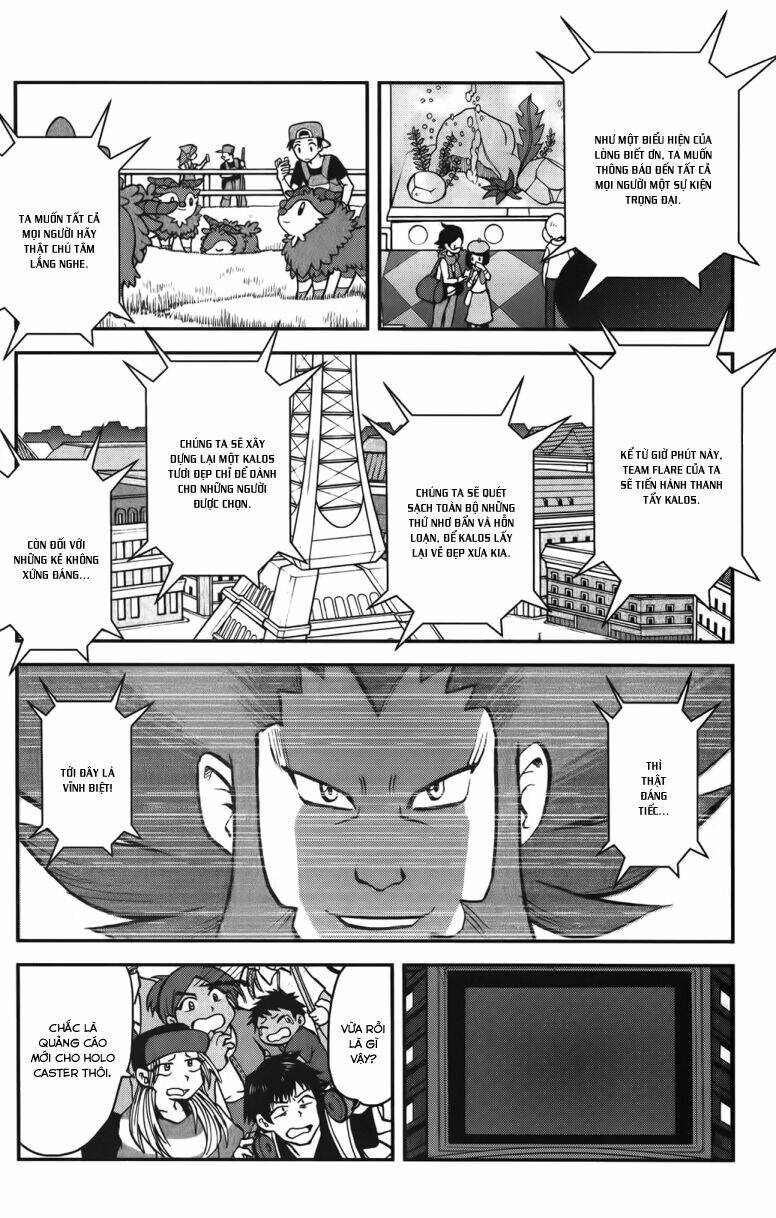 NHƯ MỘT BIỂU HIỆN CỦA
LÒNG BIẾT ƠN, TA MUỐN
THÔNG BÁO ĐẾN TẤT CẢ
MỌI NGƯỜI MỘT SỰ KIỆN
TRỌNG ĐẠI.
TA MUỐN TẤT CẢ
MỌI NGƯỜI HÃY
THẬT CHÚ TÂM
LẮNG NGHE.
KỂ TỪ GIỜ PHÚT NÀY,
TEAM FLARE CỦA TA
SẼ TIẾN HÀNH THANH
TẨY KALOS.
CHÚNG TA SẼ QUÉT
SẠCH TOÀN BỘ NHỮNG
THỨ NHƠ BẨN VÀ HỖN
LOẠN, ĐỂ KALOS LẤY
LẠI VẺ ĐẸP XƯA KIA.
CHÚNG TA SẼ XÂY
DỰNG LẠI MỘT KALOS
TƯƠI ĐẸP CHỈ ĐỂ DÀNH
CHO NHỮNG NGƯỜI
ĐƯỢC CHỌN.
CÒN ĐỐI VỚI
NHỮNG KẺ KHÔNG
XỨNG ĐÁNG...
THÌ
THẬT
ĐÁNG
TIẾC...
TỚI ĐÂY LÀ
VĨNH BIỆT!
VỪA RỒI
LÀ GÌ
VẬY?
CHẮC LÀ
QUẢNG CÁO
MỚI CHO HOLO
CASTER THÔI.